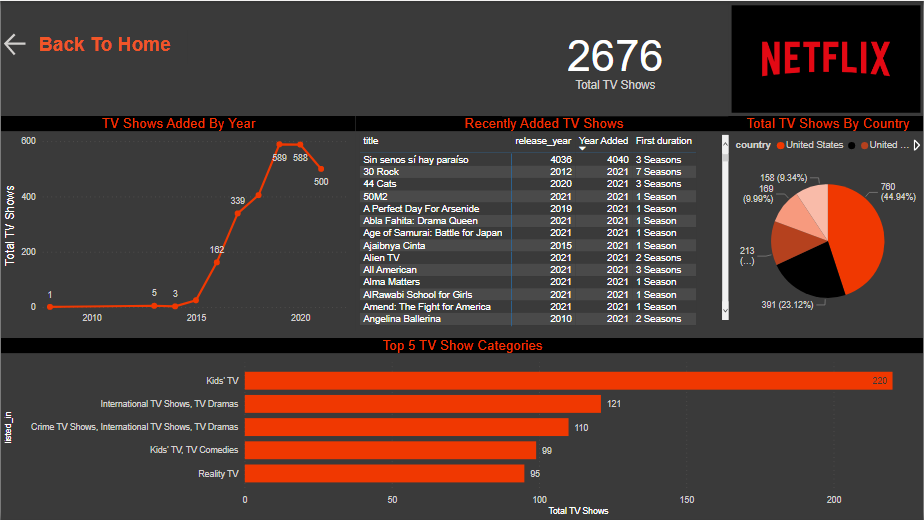 Back To Home
2676
Total TV Shows
NETFLIX
TV Shows Added By Year
Total TV Shows
600
400
200
0
1
5
3
162
339
589
588
500
2010
2015
2020
Recently Added TV Shows
title release_year Year Added First duration
Sin senos sí hay paraíso 4036 4040 3 Seasons
30 Rock 2012 2021 7 Seasons
44 Cats 2020 2021 3 Seasons
50M2 2021 2021 1 Season
A Perfect Day For Arsenide 2019 2021 1 Season
Abla Fahita: Drama Queen 2021 2021 1 Season
Age of Samurai: Battle for Japan 2021 2021 1 Season
Ajaibnya Cinta 2015 2021 1 Season
Alien TV 2021 2021 2 Seasons
All American 2021 2021 3 Seasons
Alma Matters 2021 2021 1 Season
AlRawabi School for Girls 2021 2021 1 Season
Amend: The Fight for America 2021 2021 1 Season
Angelina Ballerina 2010 2021 2 Seasons
Total TV Shows By Country
country United States United ...
158 (9.34%)
169
(9.99%)
213
(...)
391 (23.12%)
760
(44.94%)
Top 5 TV Show Categories
listed_in
Kids' TV 220
International TV Shows, TV Dramas 121
Crime TV Shows, International TV Shows, TV Dramas 110
Kids' TV, TV Comedies 99
Reality TV 95
0 50 100 150 200
Total TV Shows